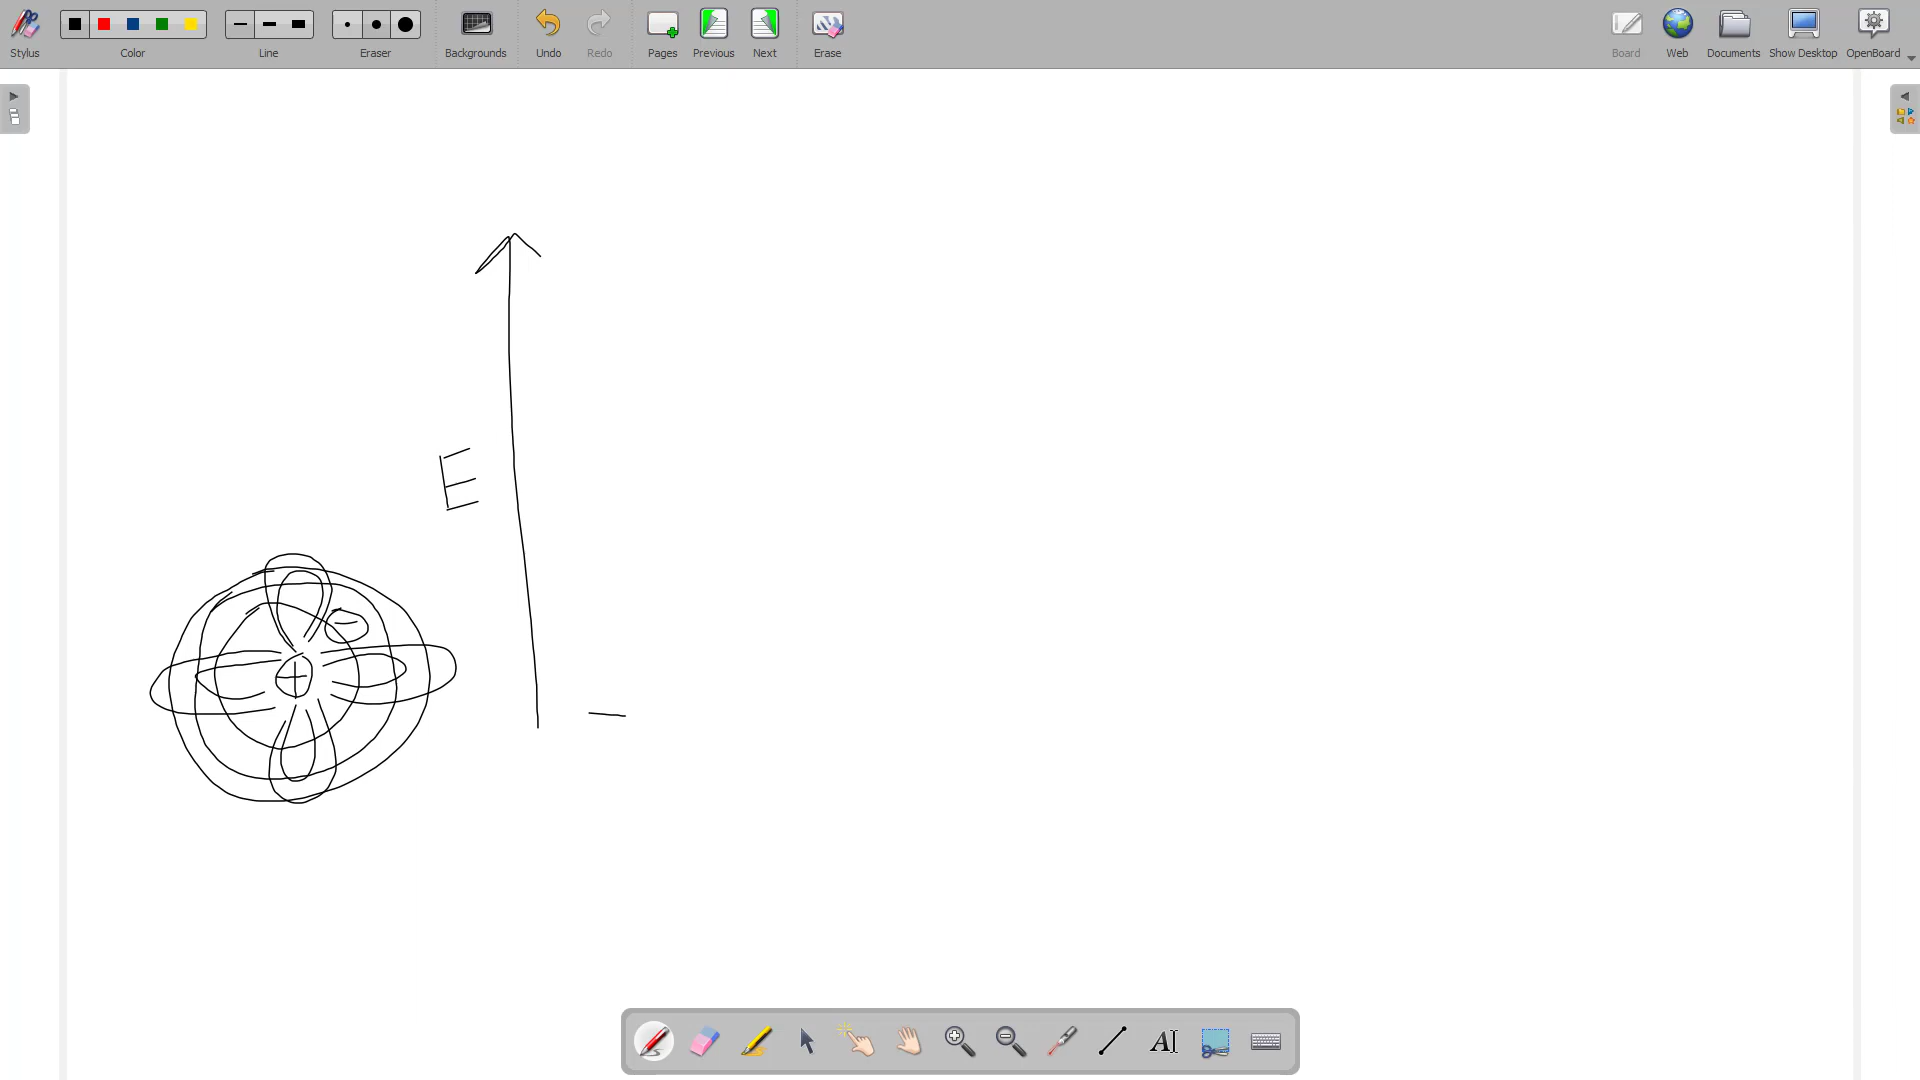 Stylus Color Line Eraser Backgrounds Undo Redo Pages Previous Next Erase Board Web Documents Show Desktop OpenBoard
E
+
−
A